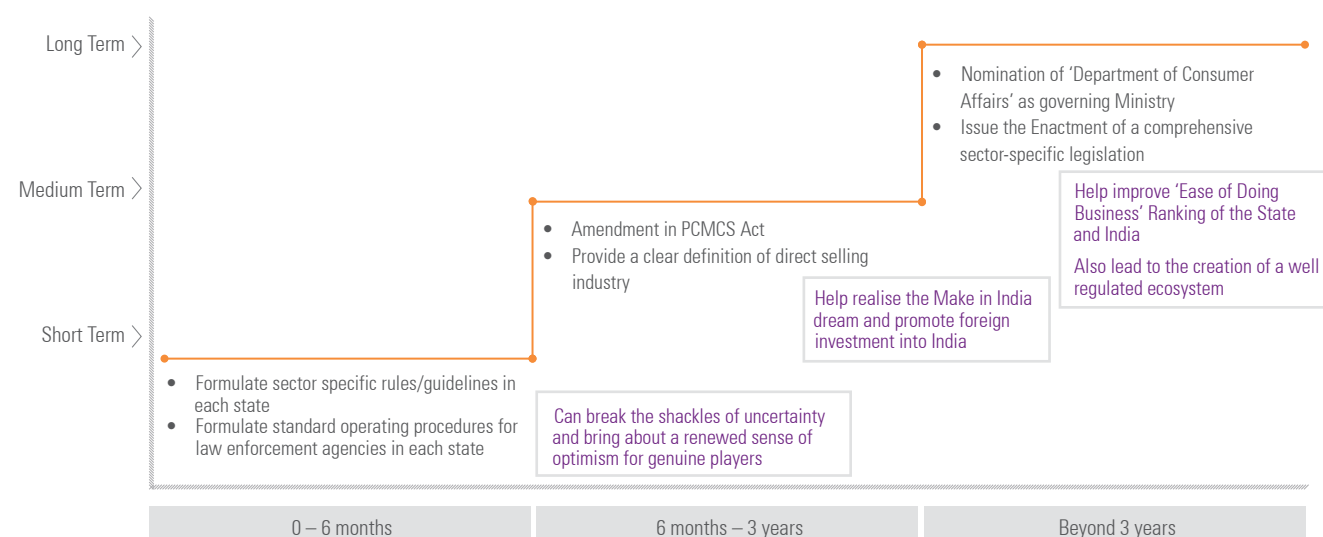 Long Term
• Nomination of 'Department of Consumer
Affairs' as governing Ministry
• Issue the Enactment of a comprehensive
sector-specific legislation
Help improve 'Ease of Doing
Business' Ranking of the State
and India
Also lead to the creation of a well
regulated ecosystem
Medium Term
• Amendment in PCMCS Act
• Provide a clear definition of direct selling
industry
Help realise the Make in India
dream and promote foreign
investment into India
Short Term
• Formulate sector specific rules/guidelines in
each state
• Formulate standard operating procedures for
law enforcement agencies in each state
Can break the shackles of uncertainty
and bring about a renewed sense of
optimism for genuine players
0 – 6 months
6 months – 3 years
Beyond 3 years